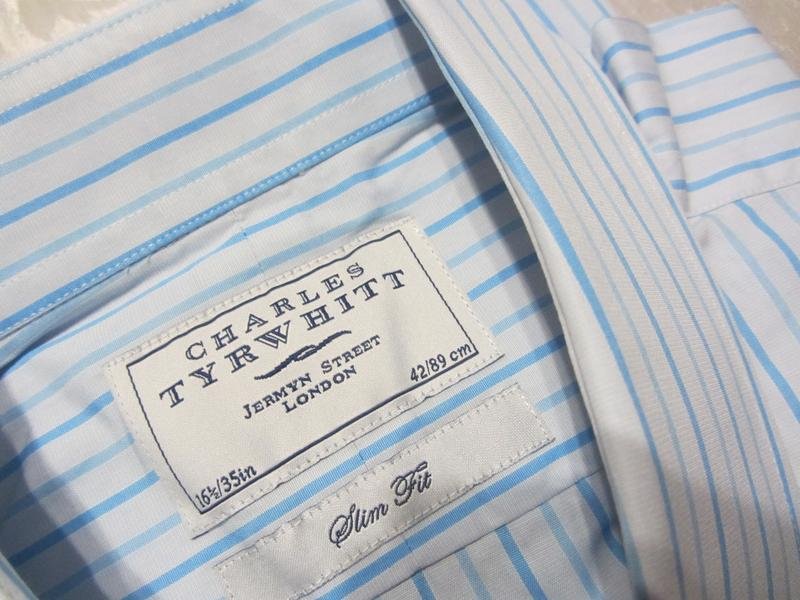 CHARLES
TYRWHITT
JERMYN STREET
LONDON
16½/35in
42/89 cm
Slim Fit